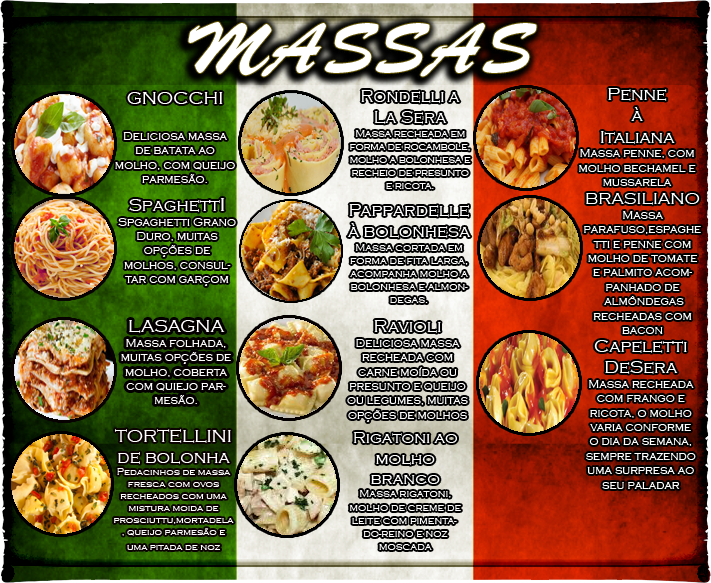 MASSAS
GNOCCHI
DELICIOSA MASSA
DE BATATA AO
MOLHO, COM QUEIJO
PARMESÃO.
SPAGHETTI
SPGAGHETTI GRANO
DURO, MUITAS
OPÇÕES DE
MOLHOS, CONSUL-
TAR COM GARÇOM
LASAGNA
MASSA FOLHADA,
MUITAS OPÇÕES DE
MOLHO, COBERTA
COM QUIEJO PAR-
MESÃO.
TORTELLINI
DE BOLONHA
PEDACINHOS DE MASSA
FRESCA COM OVOS
RECHEADOS COM UMA
MISTURA MOIDA DE
PROSCIUTTU,MORTADELA
, QUEIJO PARMESÃO E
UMA PITADA DE NOZ
RONDELLI A
LA SERA
MASSA RECHEADA EM
FORMA DE ROCAMBOLE,
MOLHO A BOLONHESA E
RECHEIO DE PRESUNTO
E RICOTA.
PAPPARDELLE
À BOLONHESA
MASSA CORTADA EM
FORMA DE FITA LARGA,
ACOMPANHA MOLHO A
BOLONHESA E ALMON-
DEGAS.
RAVIOLI
DELICIOSA MASSA
RECHEADA COM
CARNE MOÍDA OU
PRESUNTO E QUEIJO
OU LEGUMES, MUITAS
OPÇÕES DE MOLHOS
RIGATONI AO
MOLHO
BRANCO
MASSA RIGATONI,
MOLHO DE CREME DE
LEITE COM PIMENTA-
DO-REINO E NOZ
MOSCADA
PENNE
À
ITALIANA
MASSA PENNE, COM
MOLHO BECHAMEL E
MUSSARELA
BRASILIANO
MASSA
PARAFUSO,ESPAGHE
TTI E PENNE COM
MOLHO DE TOMATE
E PALMITO ACOM-
PANHADO DE
ALMÔNDEGAS
RECHEADAS COM
BACON
CAPELETTI
DESERA
MASSA RECHEADA
COM FRANGO E
RICOTA, O MOLHO
VARIA CONFORME
O DIA DA SEMANA,
SEMPRE TRAZENDO
UMA SURPRESA AO
SEU PALADAR